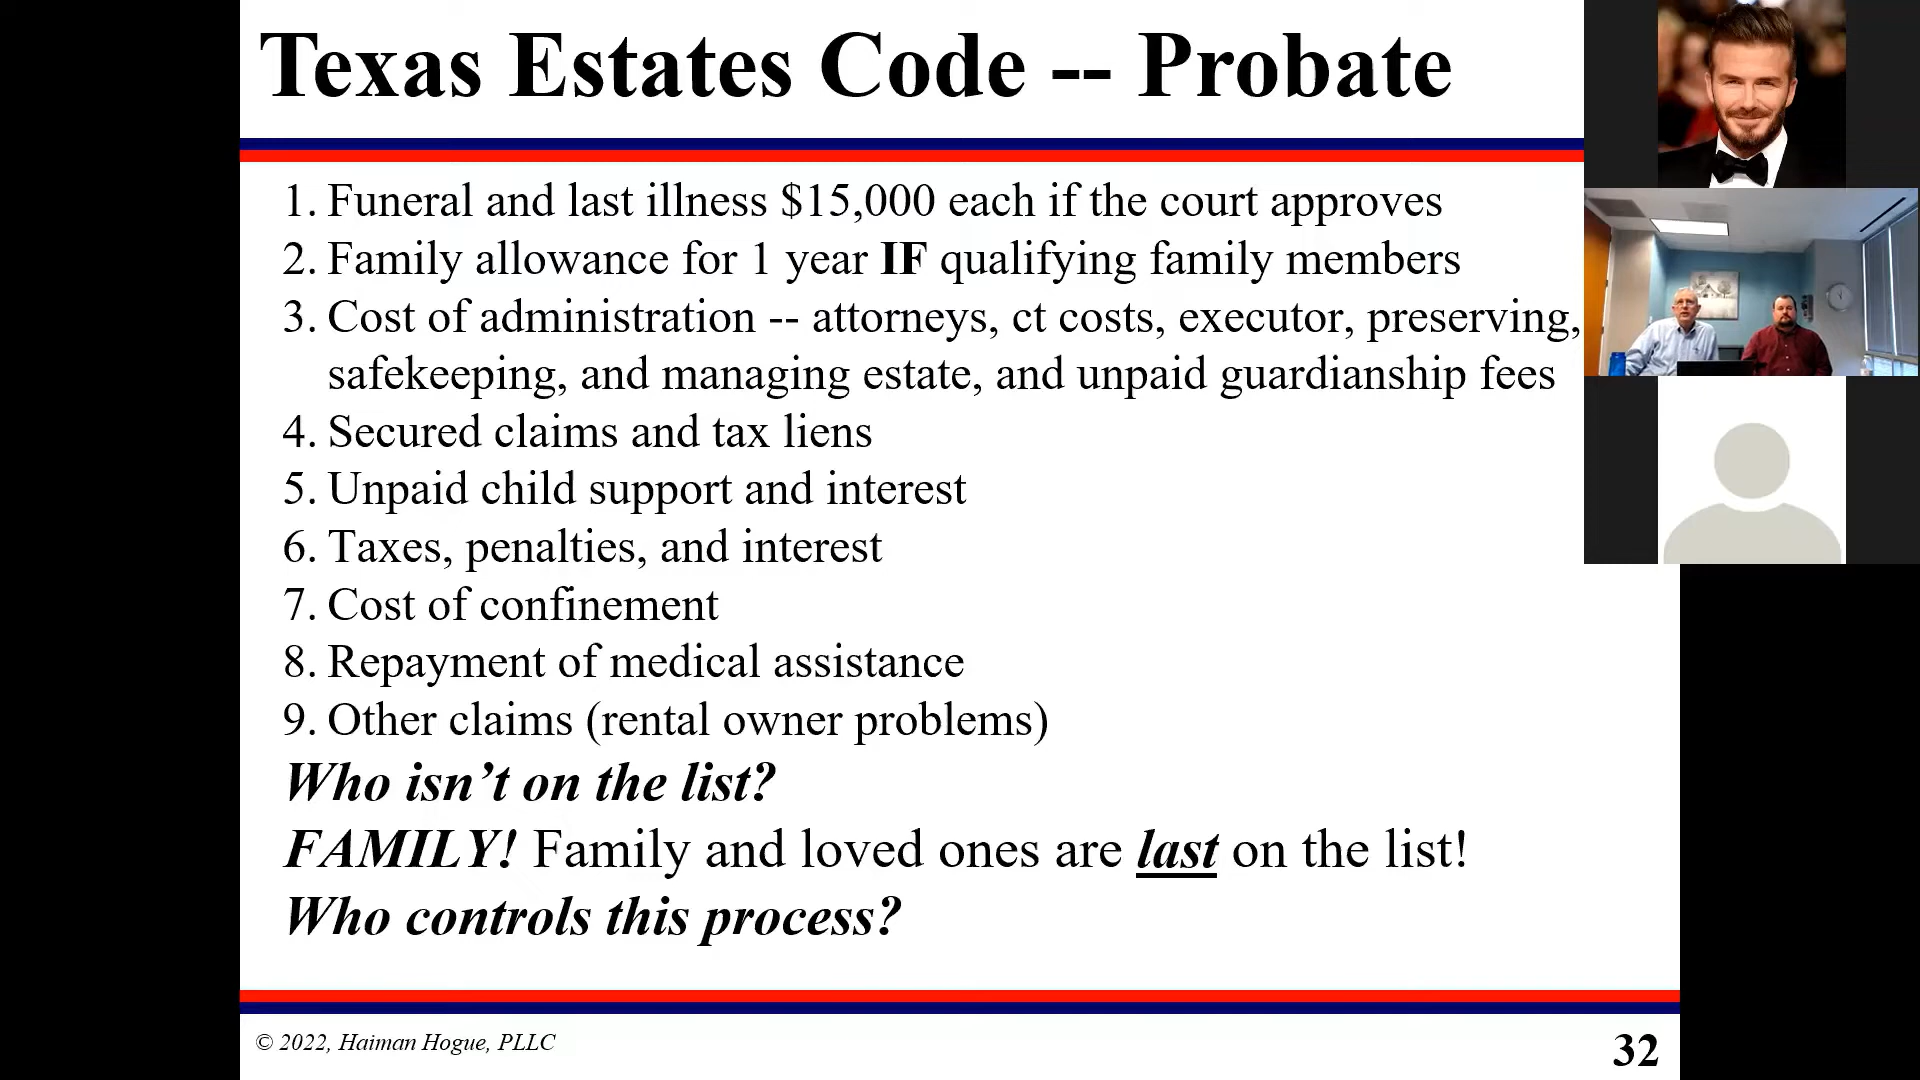 Texas Estates Code -- Probate
1. Funeral and last illness $15,000 each if the court approves
2. Family allowance for 1 year IF qualifying family members
3. Cost of administration -- attorneys, ct costs, executor, preserving,
safekeeping, and managing estate, and unpaid guardianship fees
4. Secured claims and tax liens
5. Unpaid child support and interest
6. Taxes, penalties, and interest
7. Cost of confinement
8. Repayment of medical assistance
9. Other claims (rental owner problems)
Who isn’t on the list?
FAMILY! Family and loved ones are last on the list!
Who controls this process?
© 2022, Haiman Hogue, PLLC
32